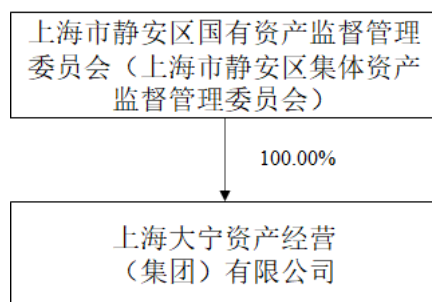 上海市静安区国有资产监督管理
委员会（上海市静安区集体资产
监督管理委员会）
100.00%
上海大宁资产经营
（集团）有限公司